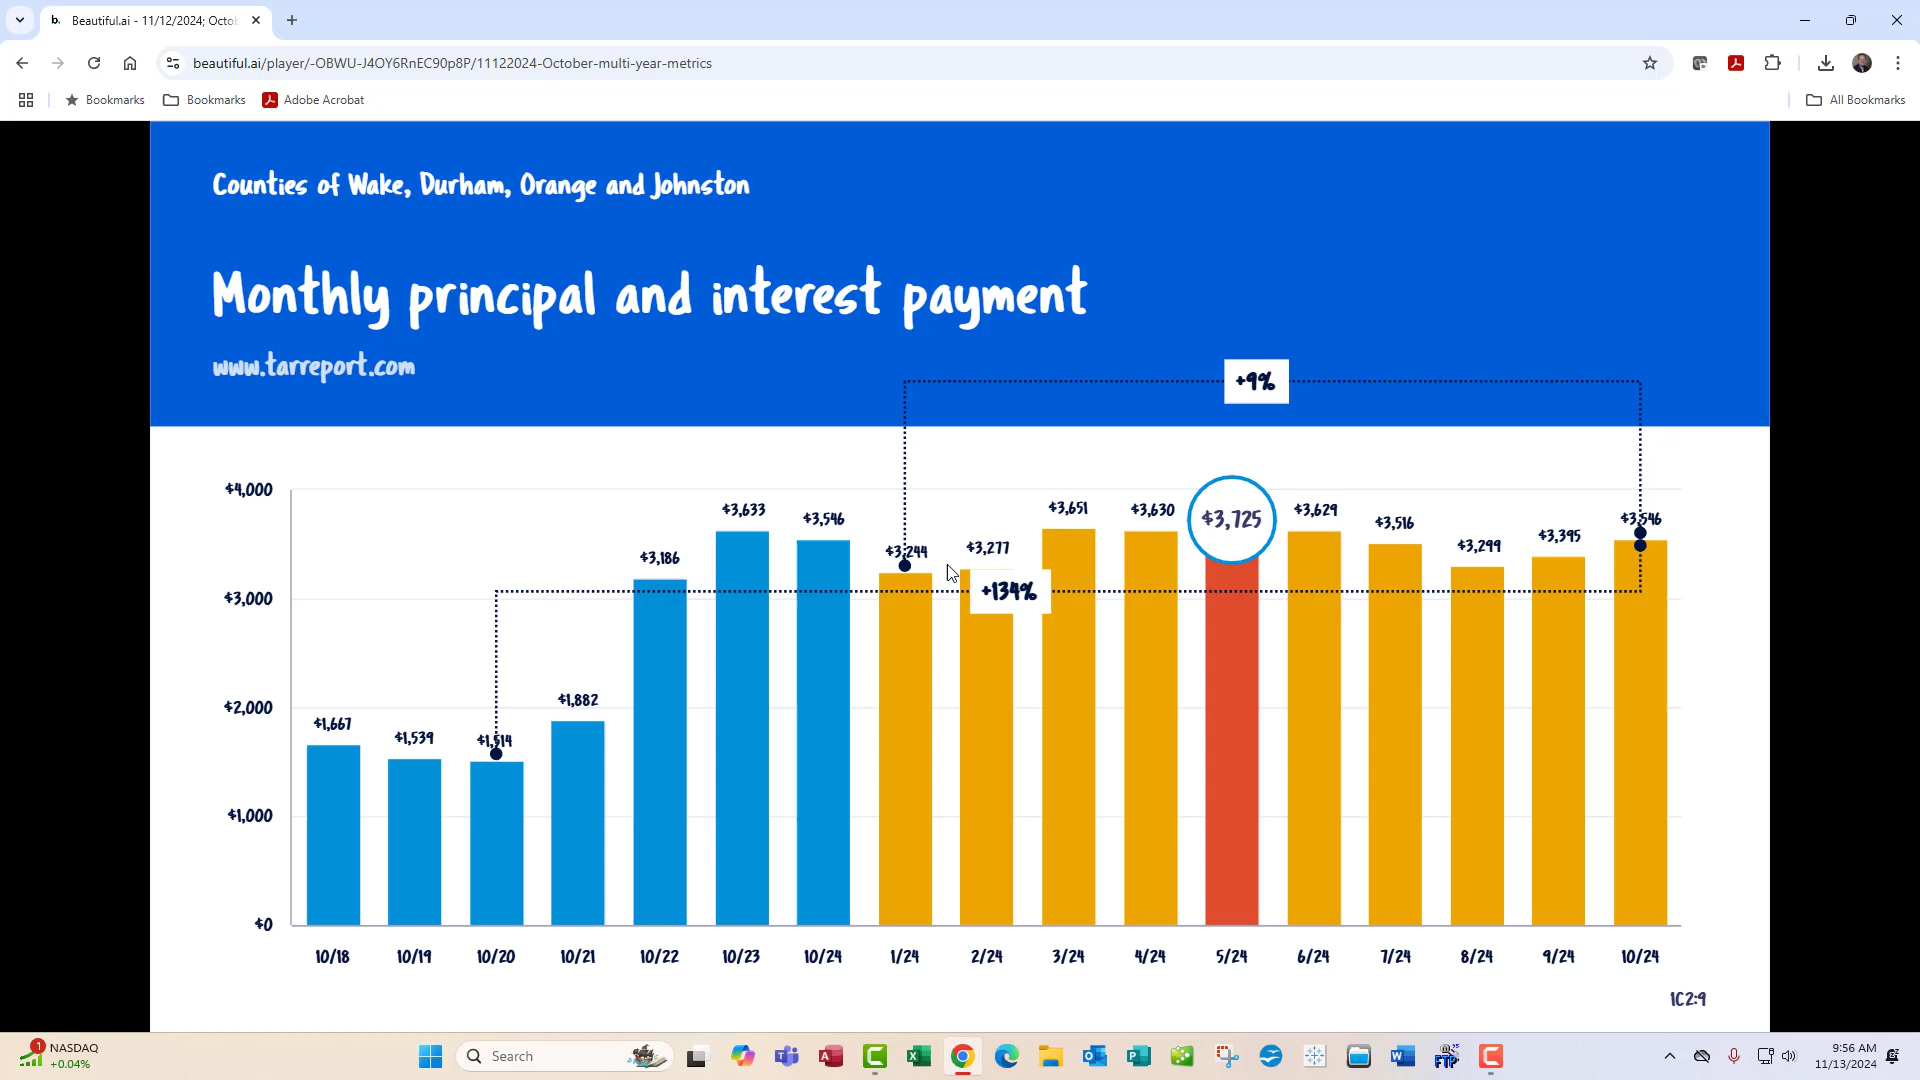 b. Beautiful.ai - 11/12/2024; Octo
beautiful.ai/player/-OBWU-J4OY6RnEC90p8P/11122024-October-multi-year-metrics
Bookmarks Bookmarks Adobe Acrobat All Bookmarks
Counties of Wake, Durham, Orange and Johnston
Monthly principal and interest payment
www.tarreport.com
+9%
$4,000
$3,000
$2,000
$1,000
$0
$1,667
$1,539
$1,514
$1,882
$3,186
$3,633
$3,546
$3,244
$3,277
$3,651
$3,630
$3,725
$3,629
$3,516
$3,299
$3,395
$3,546
+134%
10/18 10/19 10/20 10/21 10/22 10/23 10/24 1/24 2/24 3/24 4/24 5/24 6/24 7/24 8/24 9/24 10/24
1C2:9
1
NASDAQ
+0.04%
Search
FTP
9:56 AM
11/13/2024